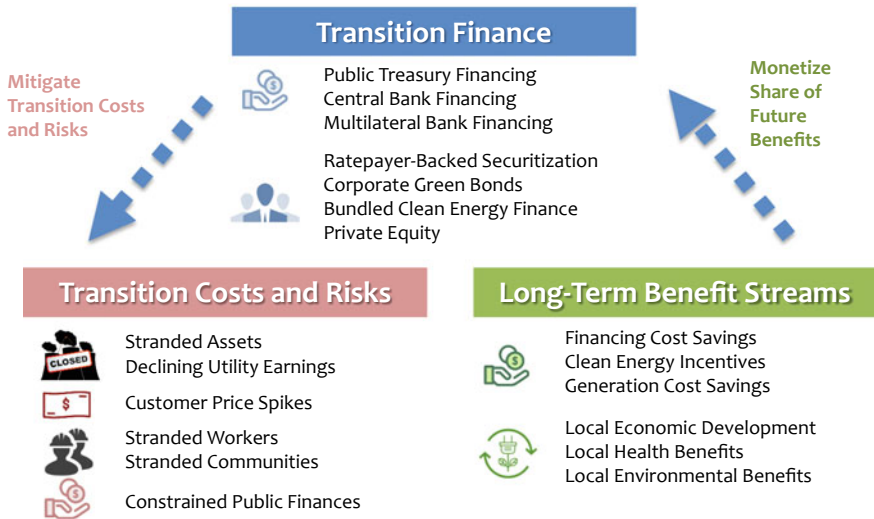 Transition Finance
Mitigate
Transition Costs
and Risks
Public Treasury Financing
Central Bank Financing
Multilateral Bank Financing
Ratepayer-Backed Securitization
Corporate Green Bonds
Bundled Clean Energy Finance
Private Equity
Monetize
Share of
Future
Benefits
Transition Costs and Risks
CLOSED
Stranded Assets
Declining Utility Earnings
$
Customer Price Spikes
Stranded Workers
Stranded Communities
$
Constrained Public Finances
Long-Term Benefit Streams
$
Financing Cost Savings
Clean Energy Incentives
Generation Cost Savings
Local Economic Development
Local Health Benefits
Local Environmental Benefits